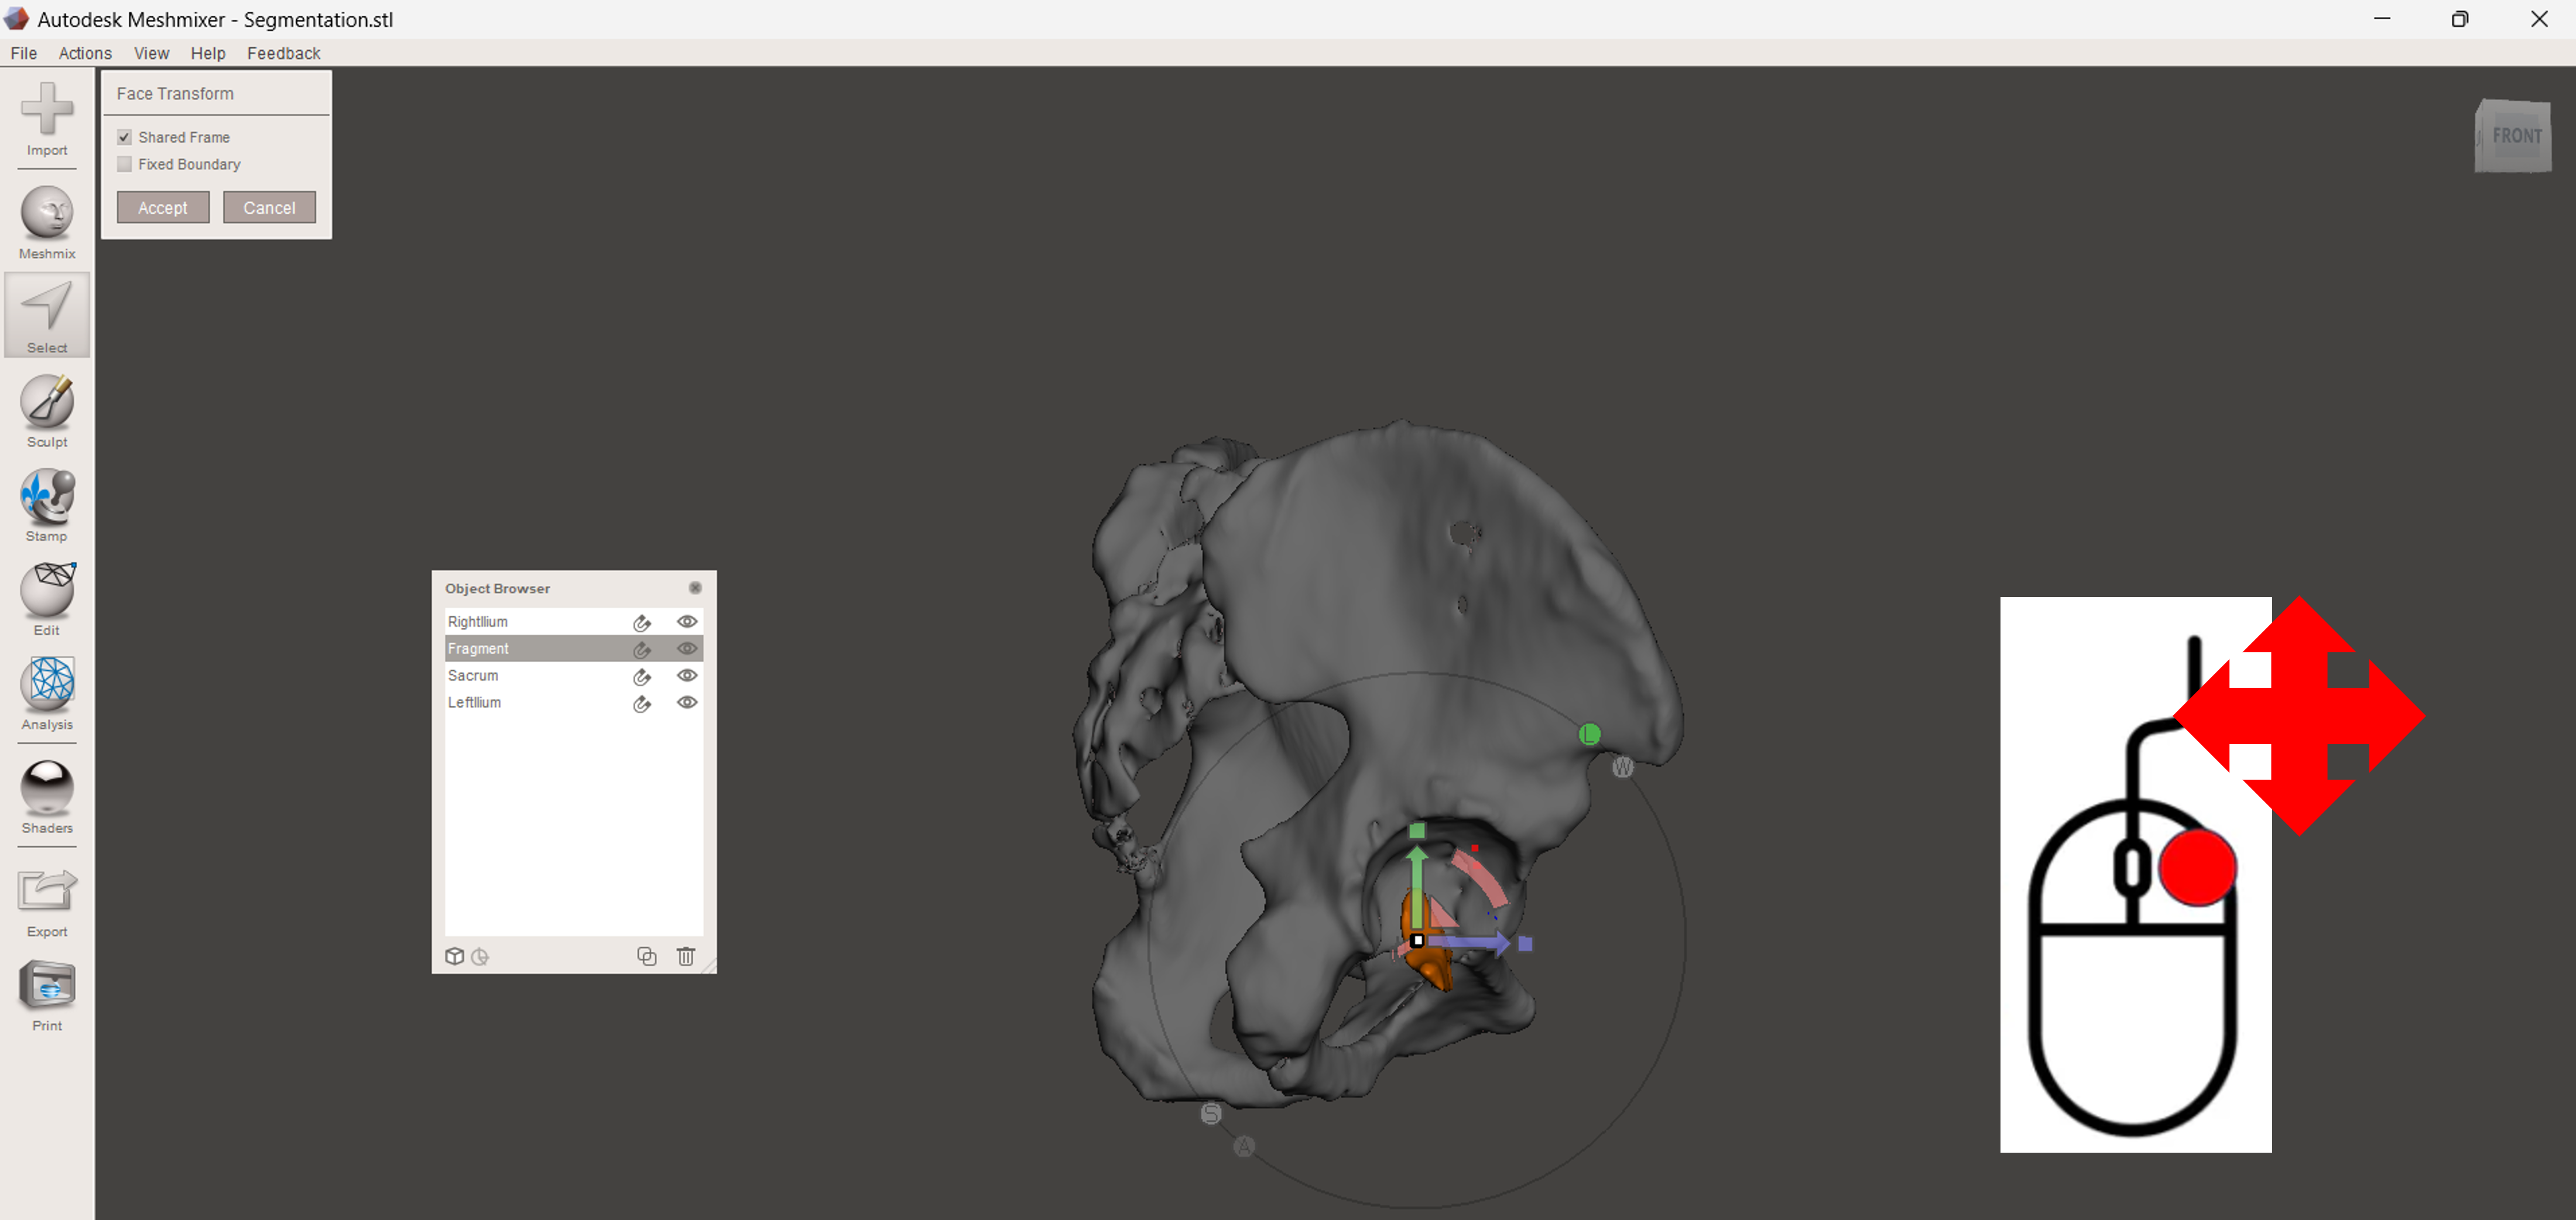 Autodesk Meshmixer - Segmentation.stl
File Actions View Help Feedback
Face Transform
Shared Frame
Fixed Boundary
Accept Cancel
Import
Meshmix
Select
Sculpt
Stamp
Edit
Analysis
Shaders
Export
Print
Object Browser
RightIlium
Fragment
Sacrum
LeftIlium
FRONT
L
W
S
A